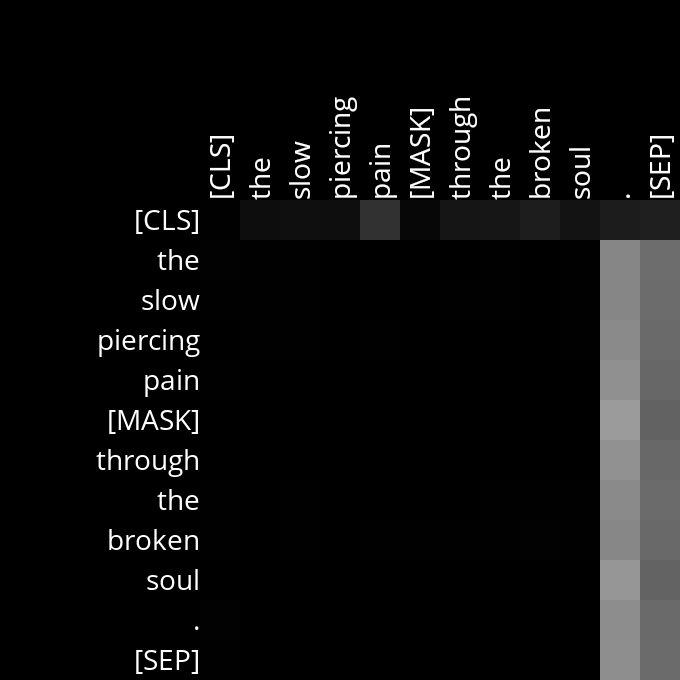 [CLS] the slow piercing pain [MASK] through the broken soul . [SEP]
[CLS]
the
slow
piercing
pain
[MASK]
through
the
broken
soul
.
[SEP]